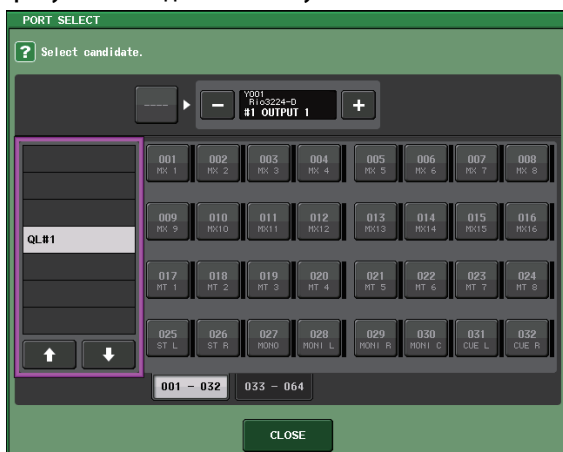 PORT SELECT
? Select candidate.
----
Y001
Rio3224-D
#1 OUTPUT 1
−
+
QL#1
001 002 003 004 005 006 007 008
MX 1 MX 2 MX 3 MX 4 MX 5 MX 6 MX 7 MX 8
009 010 011 012 013 014 015 016
MX 9 MX10 MX11 MX12 MX13 MX14 MX15 MX16
017 018 019 020 021 022 023 024
MT 1 MT 2 MT 3 MT 4 MT 5 MT 6 MT 7 MT 8
025 026 027 028 029 030 031 032
ST L ST R MONO MONI L MONI R MONI C CUE L CUE R
001 − 032 033 − 064
CLOSE